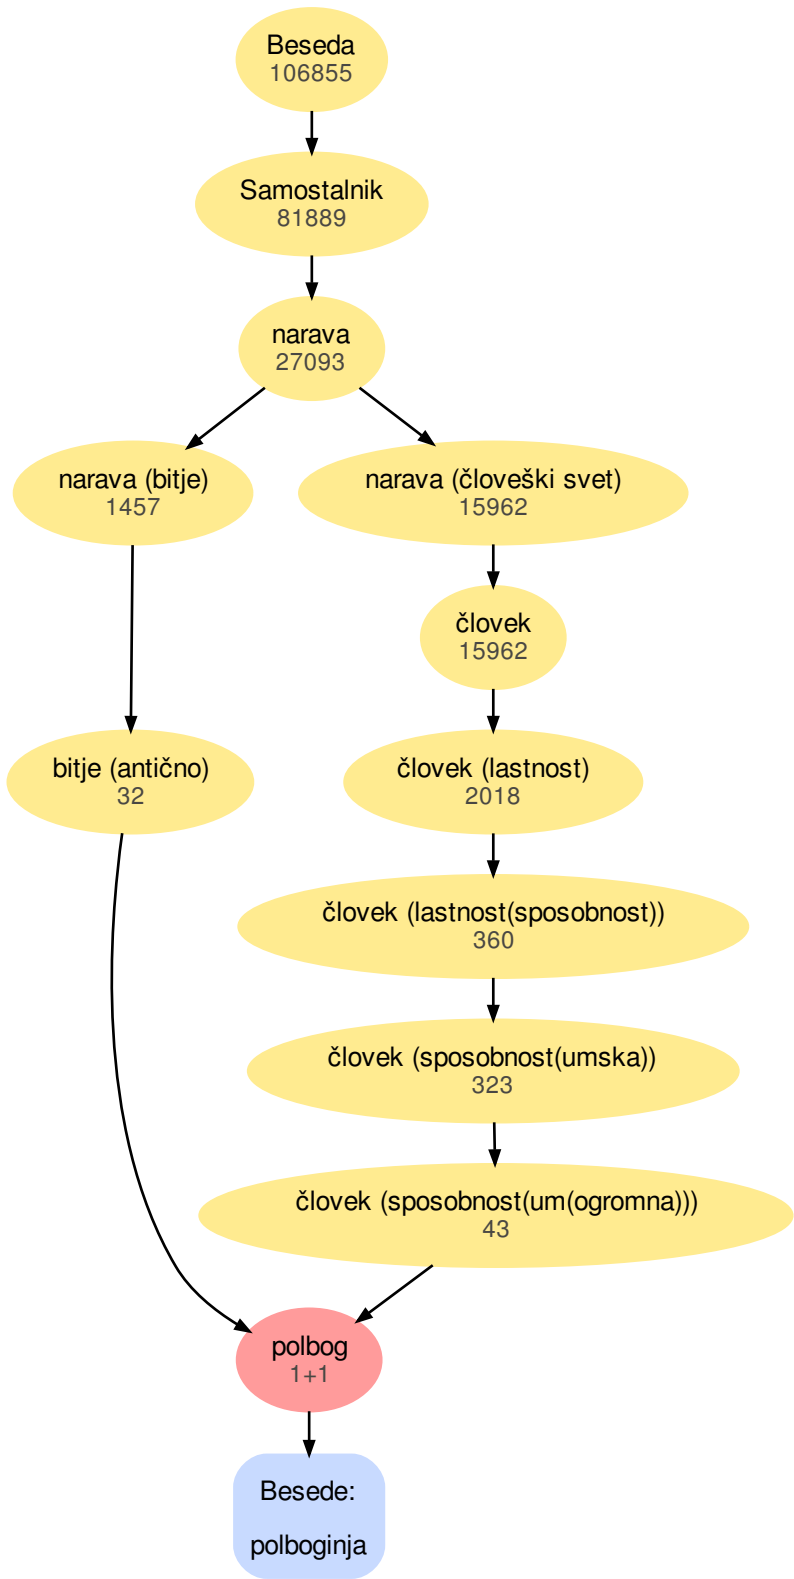 Beseda
106855
Samostalnik
81889
narava
27093
narava (bitje)
1457
narava (človeški svet)
15962
človek
15962
bitje (antično)
32
človek (lastnost)
2018
človek (lastnost(sposobnost))
360
človek (sposobnost(umska))
323
človek (sposobnost(um(ogromna)))
43
polbog
1+1
Besede:
polboginja